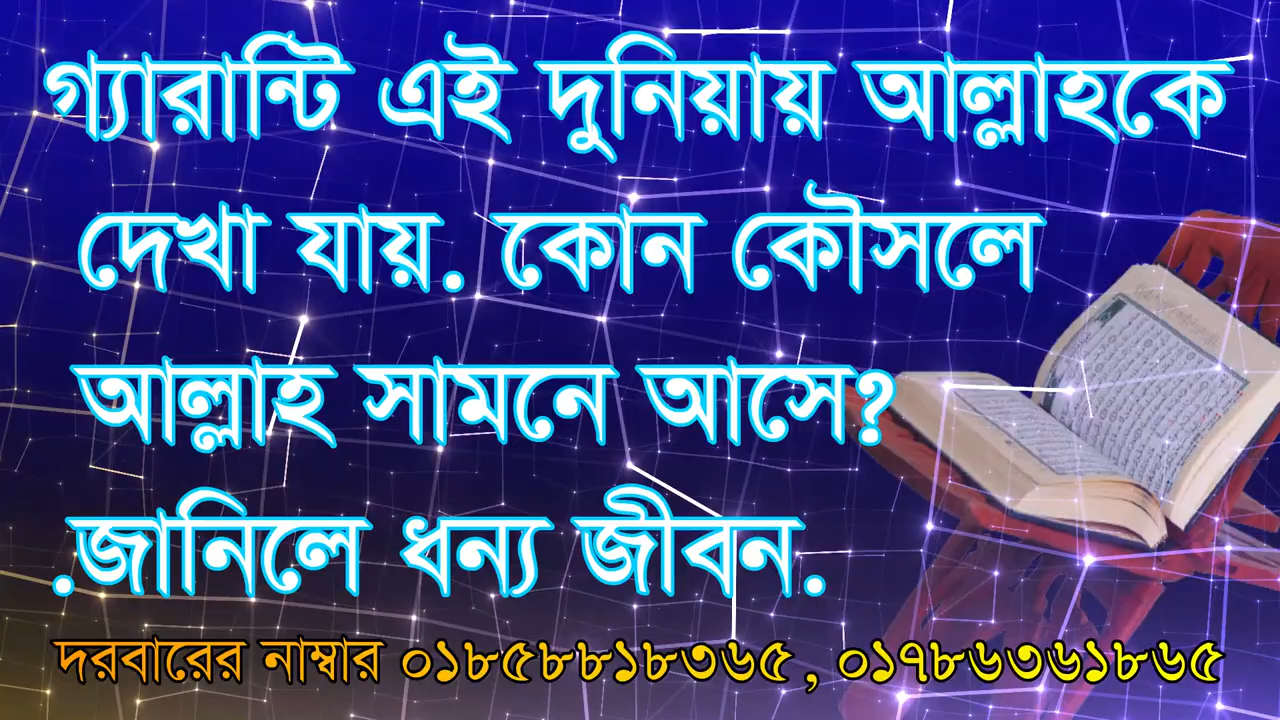 গ্যারান্টি এই দুনিয়ায় আল্লাহকে
দেখা যায়. কোন কৌসলে
আল্লাহ সামনে আসে?
.জানিলে ধন্য জীবন.
দরবারের নাম্বার ০১৮৫৮৮১৮৩৬৫ , ০১৭৮৬৩৬১৮৬৫